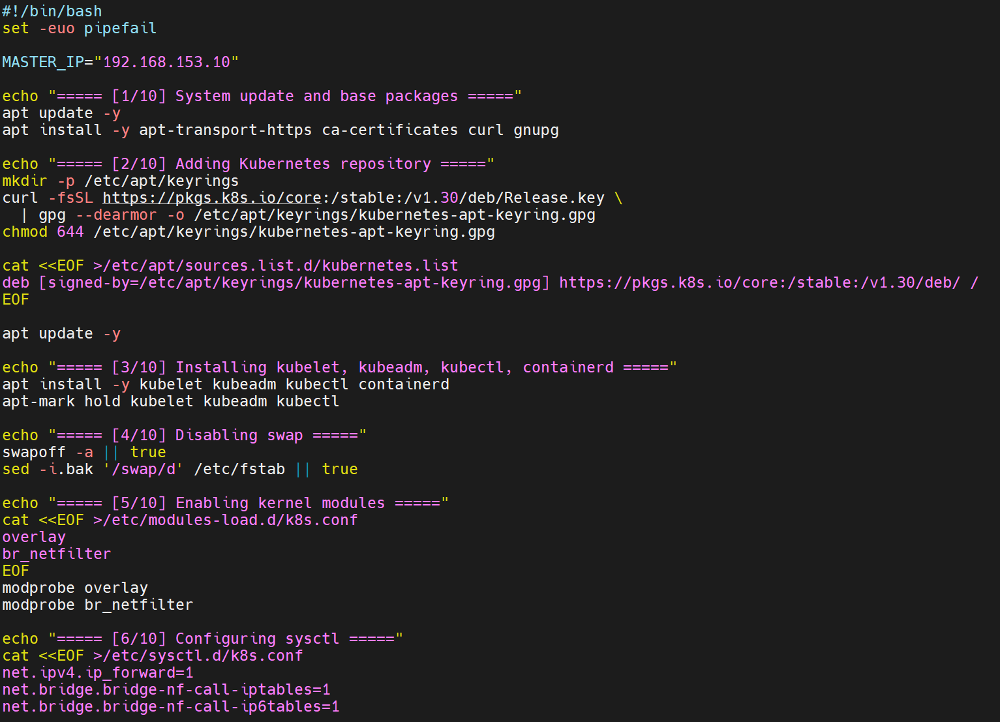 #!/bin/bash
set -euo pipefail
MASTER_IP="192.168.153.10"
echo "===== [1/10] System update and base packages ====="
apt update -y
apt install -y apt-transport-https ca-certificates curl gnupg
echo "===== [2/10] Adding Kubernetes repository ====="
mkdir -p /etc/apt/keyrings
curl -fsSL https://pkgs.k8s.io/core:/stable:/v1.30/deb/Release.key \
  | gpg --dearmor -o /etc/apt/keyrings/kubernetes-apt-keyring.gpg
chmod 644 /etc/apt/keyrings/kubernetes-apt-keyring.gpg
cat <<EOF >/etc/apt/sources.list.d/kubernetes.list
deb [signed-by=/etc/apt/keyrings/kubernetes-apt-keyring.gpg] https://pkgs.k8s.io/core:/stable:/v1.30/deb/ /
EOF
apt update -y
echo "===== [3/10] Installing kubelet, kubeadm, kubectl, containerd ====="
apt install -y kubelet kubeadm kubectl containerd
apt-mark hold kubelet kubeadm kubectl
echo "===== [4/10] Disabling swap ====="
swapoff -a || true
sed -i.bak '/swap/d' /etc/fstab || true
echo "===== [5/10] Enabling kernel modules ====="
cat <<EOF >/etc/modules-load.d/k8s.conf
overlay
br_netfilter
EOF
modprobe overlay
modprobe br_netfilter
echo "===== [6/10] Configuring sysctl ====="
cat <<EOF >/etc/sysctl.d/k8s.conf
net.ipv4.ip_forward=1
net.bridge.bridge-nf-call-iptables=1
net.bridge.bridge-nf-call-ip6tables=1